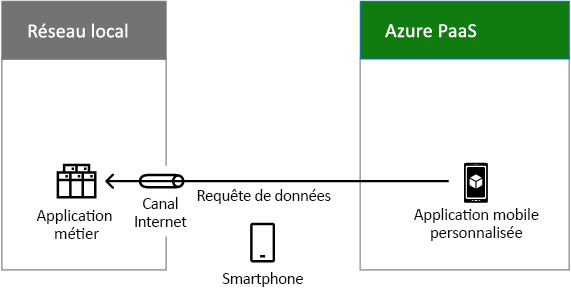 Réseau local
Azure PaaS
Application
métier
Canal
Internet
Requête de données
Application mobile
personnalisée
Smartphone